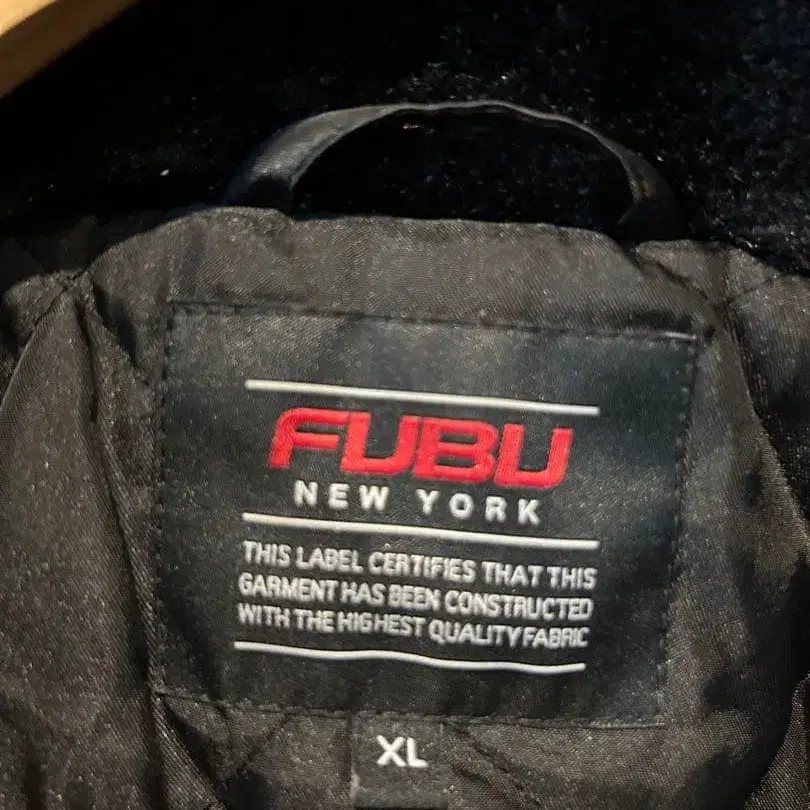 FUBU
NEW YORK
THIS LABEL CERTIFIES THAT THIS
GARMENT HAS BEEN CONSTRUCTED
WITH THE HIGHEST QUALITY FABRIC
XL